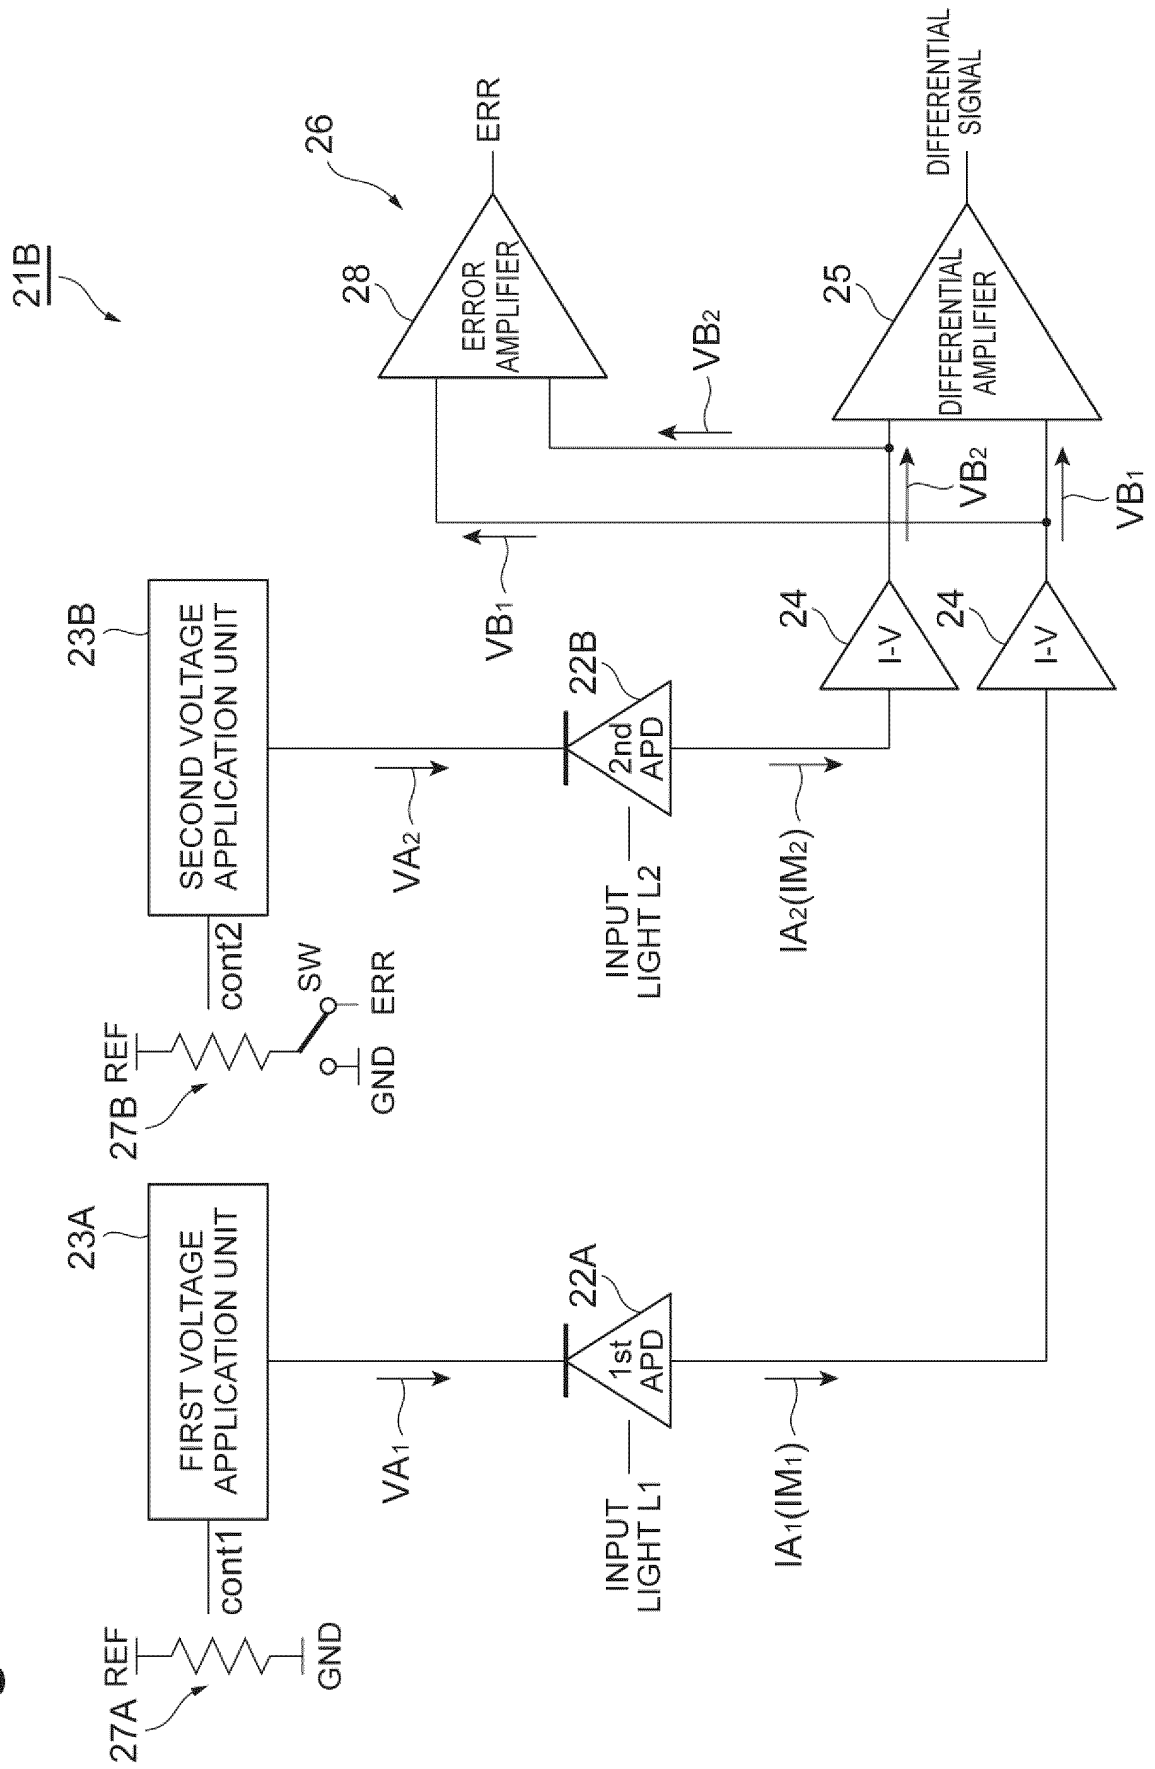 21B
23A
FIRST VOLTAGE
APPLICATION UNIT
27A
REF
GND
cont1
VA1
22A
1st
APD
INPUT
LIGHT L1
IA1(IM1)
23B
SECOND VOLTAGE
APPLICATION UNIT
27B
REF
GND
ERR
SW
cont2
VA2
22B
2nd
APD
INPUT
LIGHT L2
IA2(IM2)
24
I-V
24
I-V
VB1
VB2
VB2
VB1
28
ERROR
AMPLIFIER
ERR
26
25
DIFFERENTIAL
AMPLIFIER
DIFFERENTIAL
SIGNAL